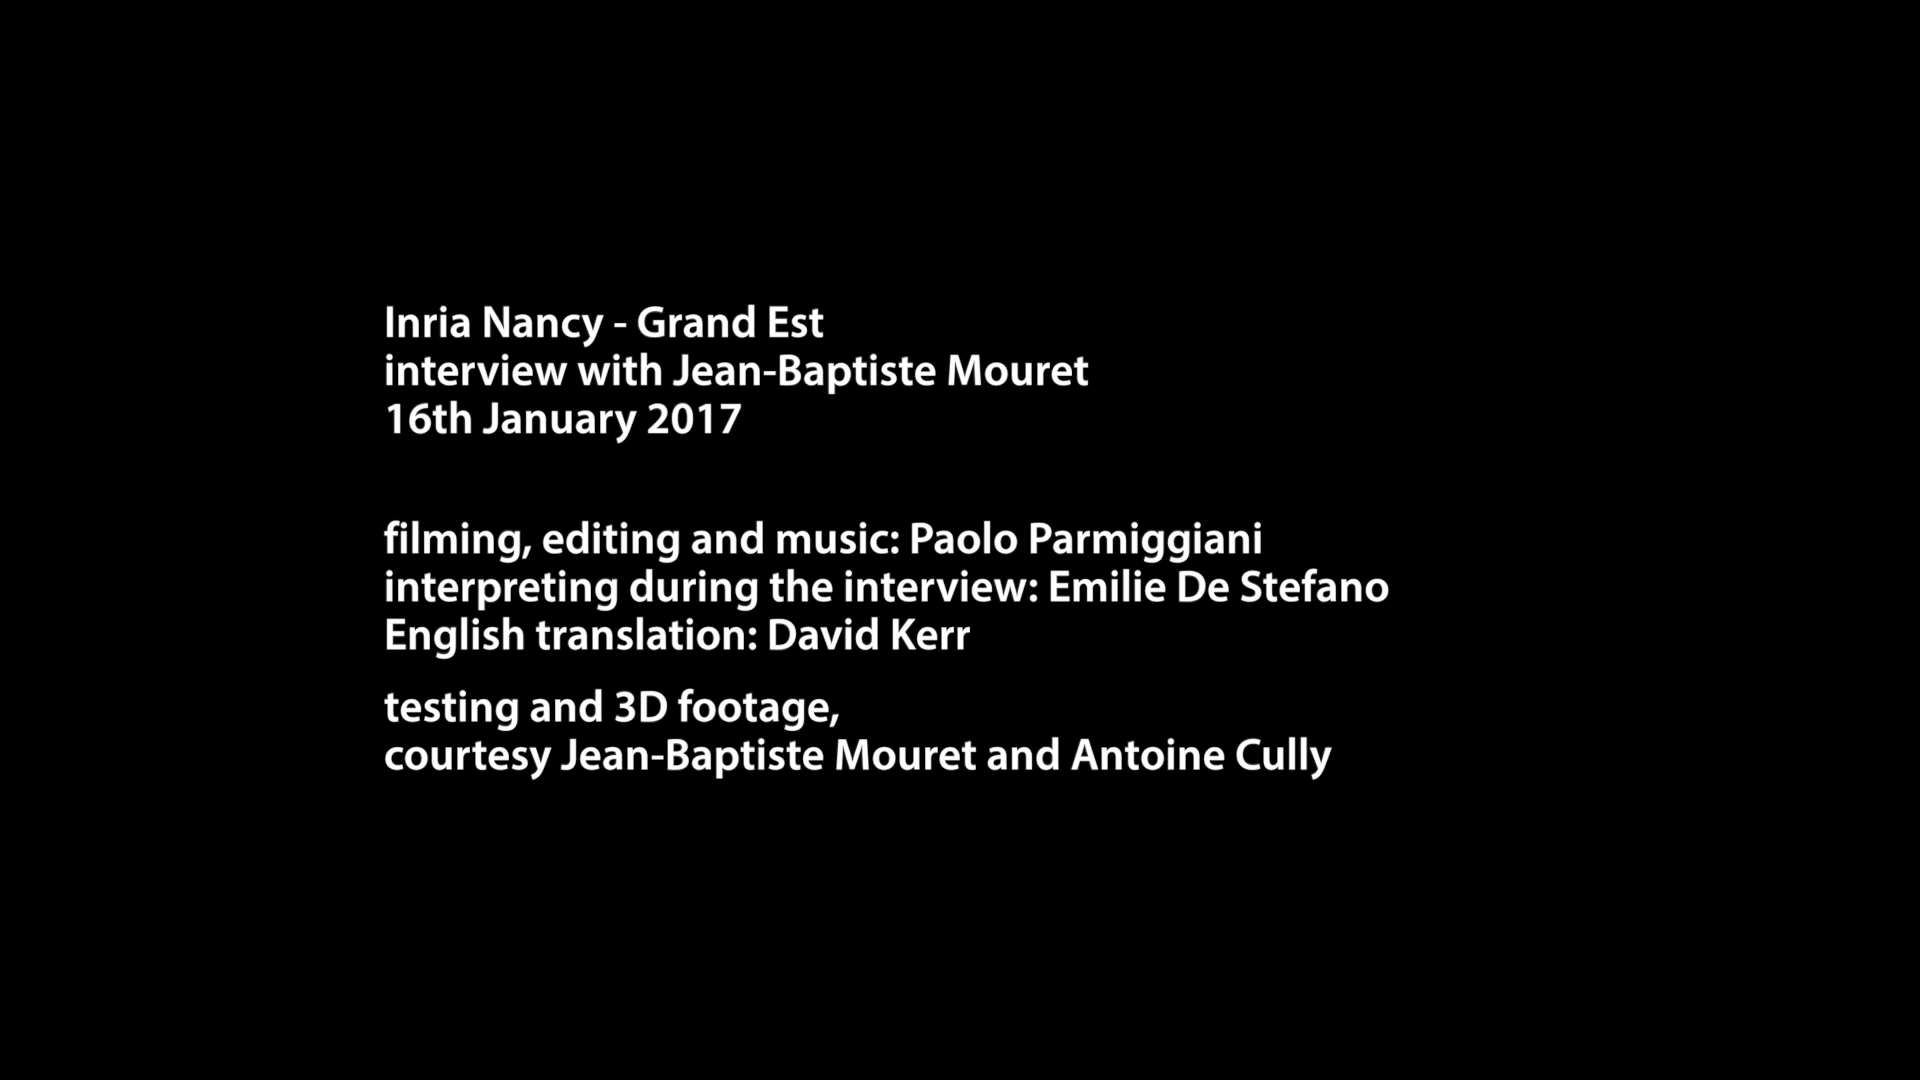 Inria Nancy - Grand Est
interview with Jean-Baptiste Mouret
16th January 2017
filming, editing and music: Paolo Parmiggiani
interpreting during the interview: Emilie De Stefano
English translation: David Kerr
testing and 3D footage,
courtesy Jean-Baptiste Mouret and Antoine Cully